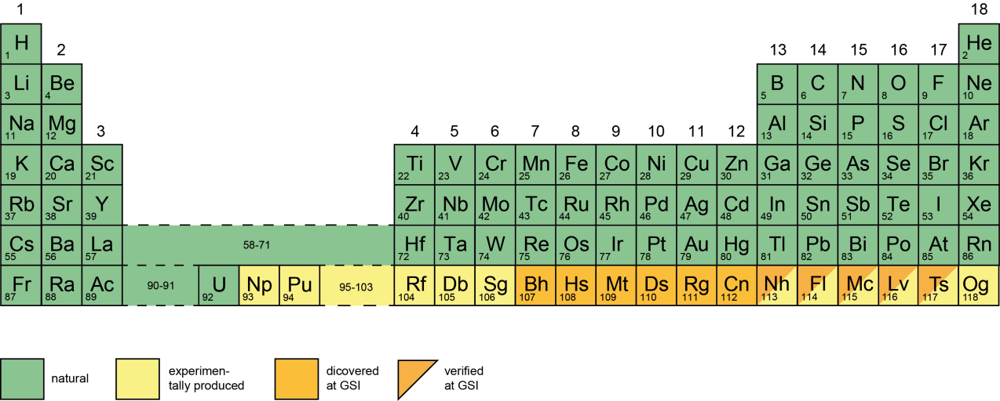 1 18
H He
1 2
2 13 14 15 16 17
Li Be B C N O F Ne
3 4 5 6 7 8 9 10
Na Mg Al Si P S Cl Ar
11 12 13 14 15 16 17 18
3 4 5 6 7 8 9 10 11 12
K Ca Sc Ti V Cr Mn Fe Co Ni Cu Zn Ga Ge As Se Br Kr
19 20 21 22 23 24 25 26 27 28 29 30 31 32 33 34 35 36
Rb Sr Y Zr Nb Mo Tc Ru Rh Pd Ag Cd In Sn Sb Te I Xe
37 38 39 40 41 42 43 44 45 46 47 48 49 50 51 52 53 54
Cs Ba La 58-71 Hf Ta W Re Os Ir Pt Au Hg Tl Pb Bi Po At Rn
55 56 57 72 73 74 75 76 77 78 79 80 81 82 83 84 85 86
Fr Ra Ac 90-91 U Np Pu 95-103 Rf Db Sg Bh Hs Mt Ds Rg Cn Nh Fl Mc Lv Ts Og
87 88 89 92 93 94 104 105 106 107 108 109 110 111 112 113 114 115 116 117 118
natural
experimen-
tally produced
dicovered
at GSI
verified
at GSI